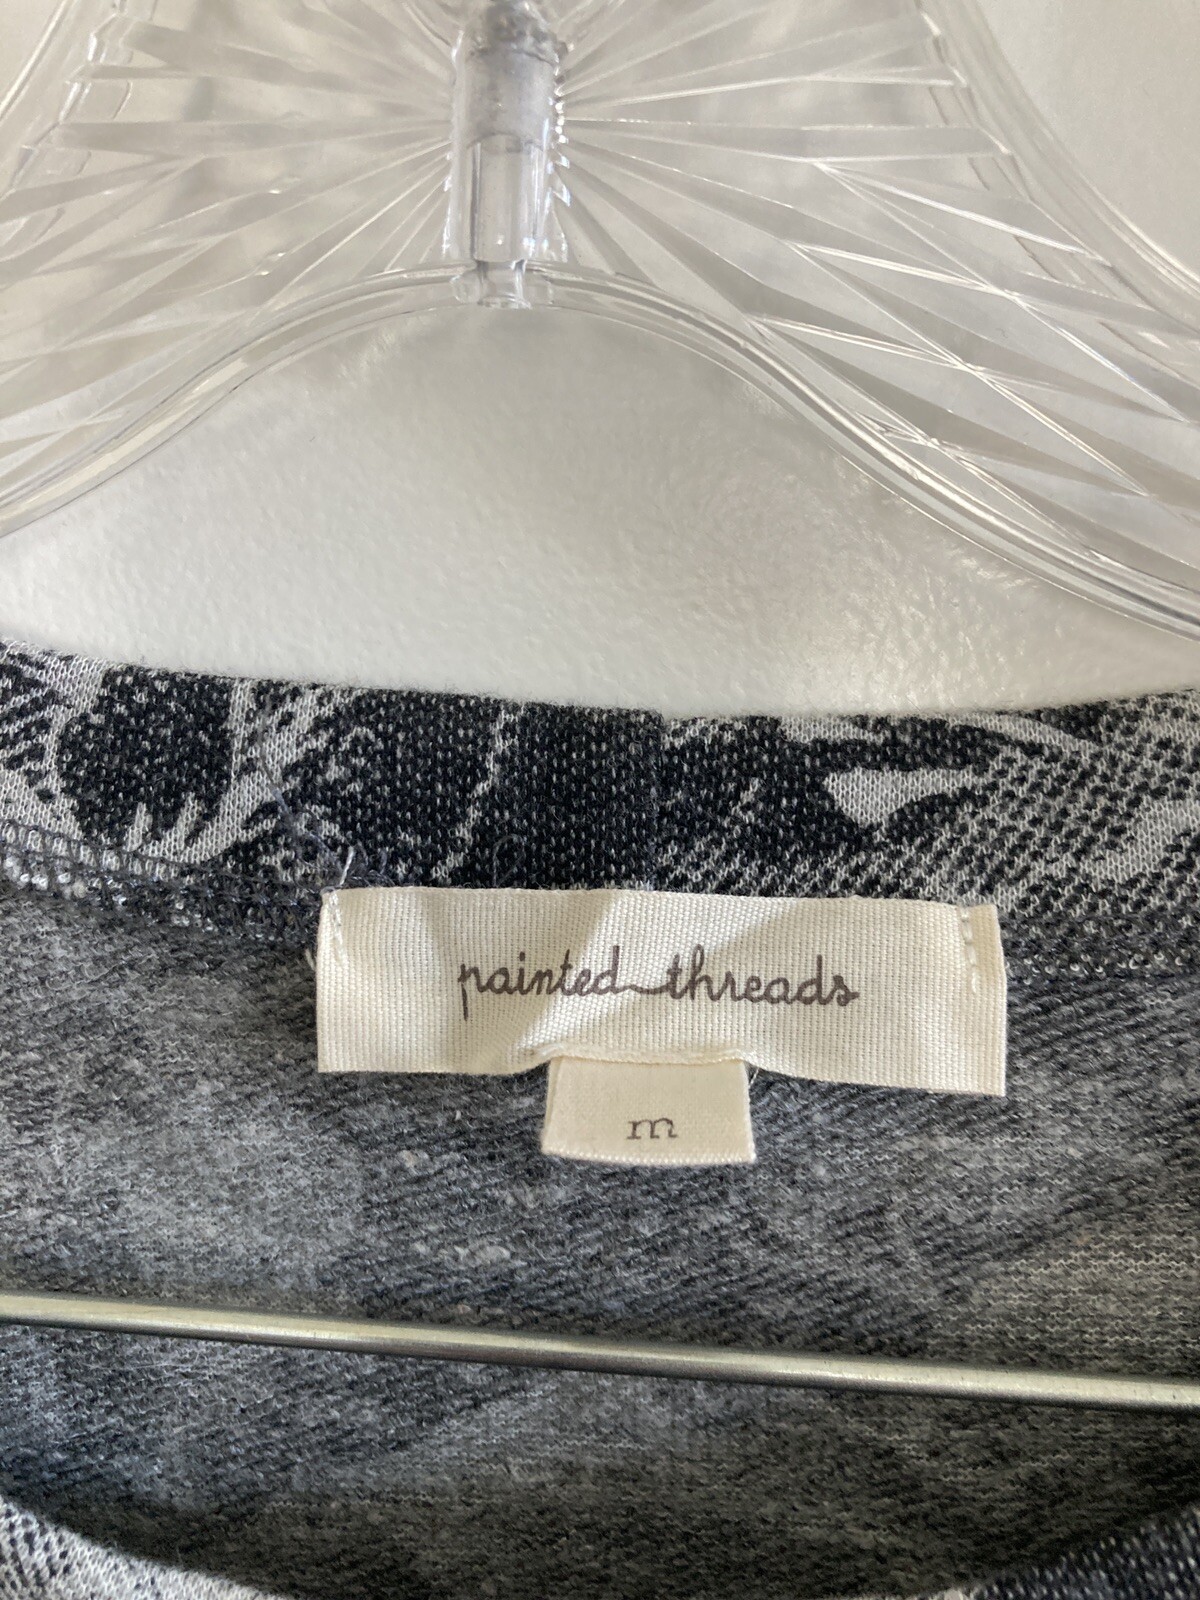 painted threads
m